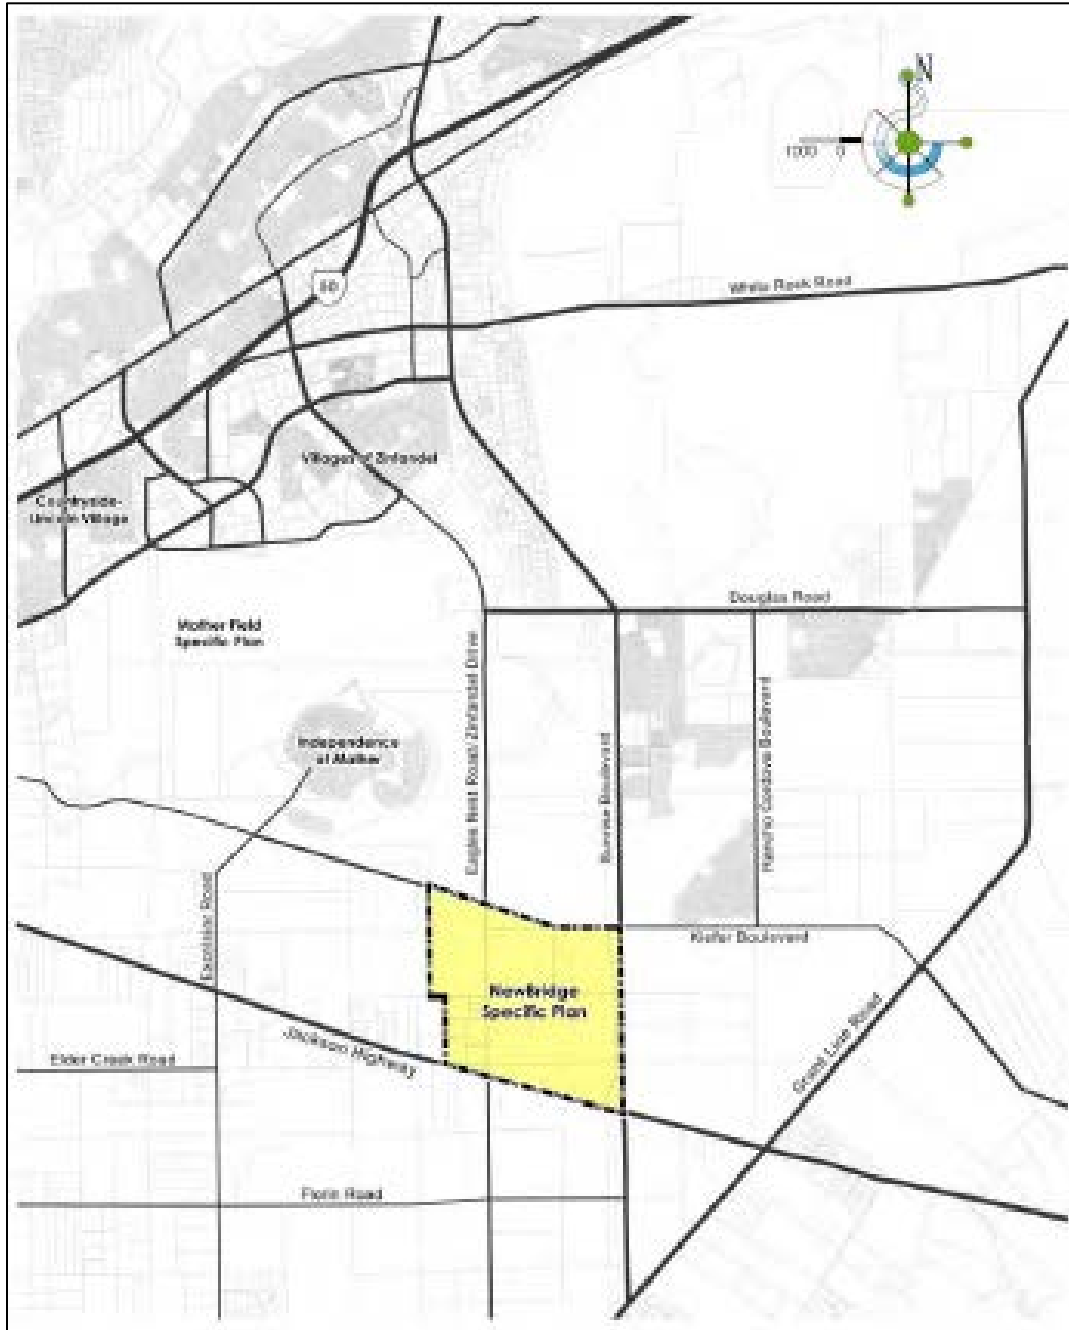 N
1000 0
White Rock Road
50
Villages of Zinfandel
Countryside-
Lincoln Village
Douglas Road
Mather Field
Specific Plan
Eagles Nest Road/Zinfandel Drive
Rancho Cordova Boulevard
Independence
at Mather
Sunrise Boulevard
Excelsior Road
Kiefer Boulevard
NewBridge
Specific Plan
Grant Line Road
Jackson Highway
Elder Creek Road
Florin Road